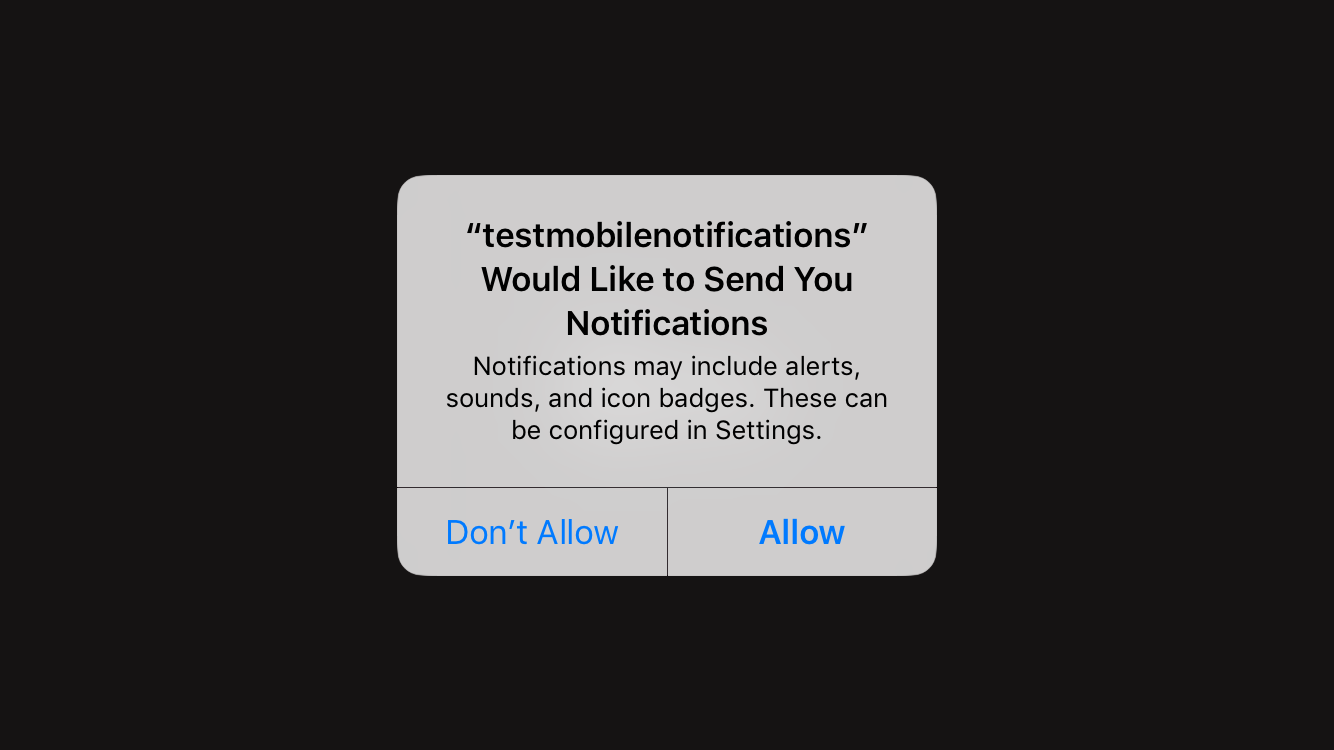 “testmobilenotifications”
Would Like to Send You
Notifications
Notifications may include alerts,
sounds, and icon badges. These can
be configured in Settings.
Don’t Allow
Allow